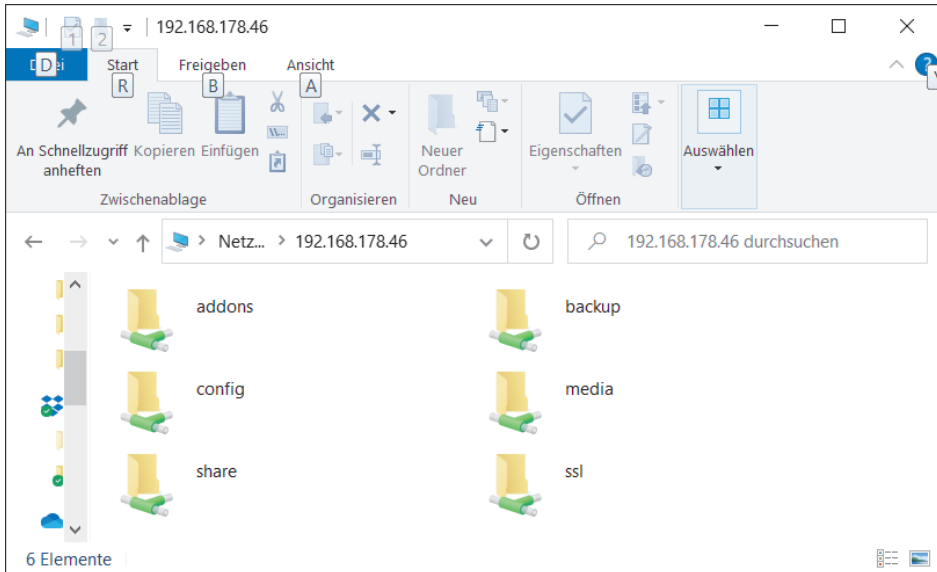 192.168.178.46
1
2
D
Datei
Start
R
Freigeben
B
Ansicht
A
?
An Schnellzugriff anheften
Kopieren
Einfügen
W...
Neuer Ordner
Eigenschaften
Auswählen
Zwischenablage
Organisieren
Neu
Öffnen
Netz...
192.168.178.46
192.168.178.46 durchsuchen
addons
backup
config
media
share
ssl
6 Elemente